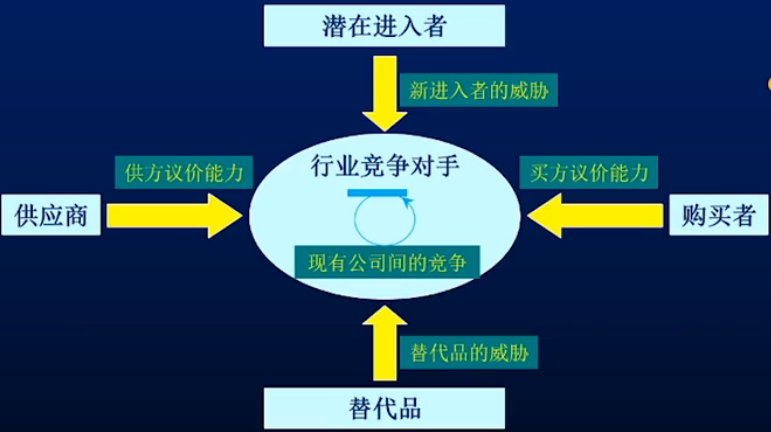 潜在进入者
新进入者的威胁
行业竞争对手
供方议价能力
买方议价能力
供应商
购买者
现有公司间的竞争
替代品的威胁
替代品